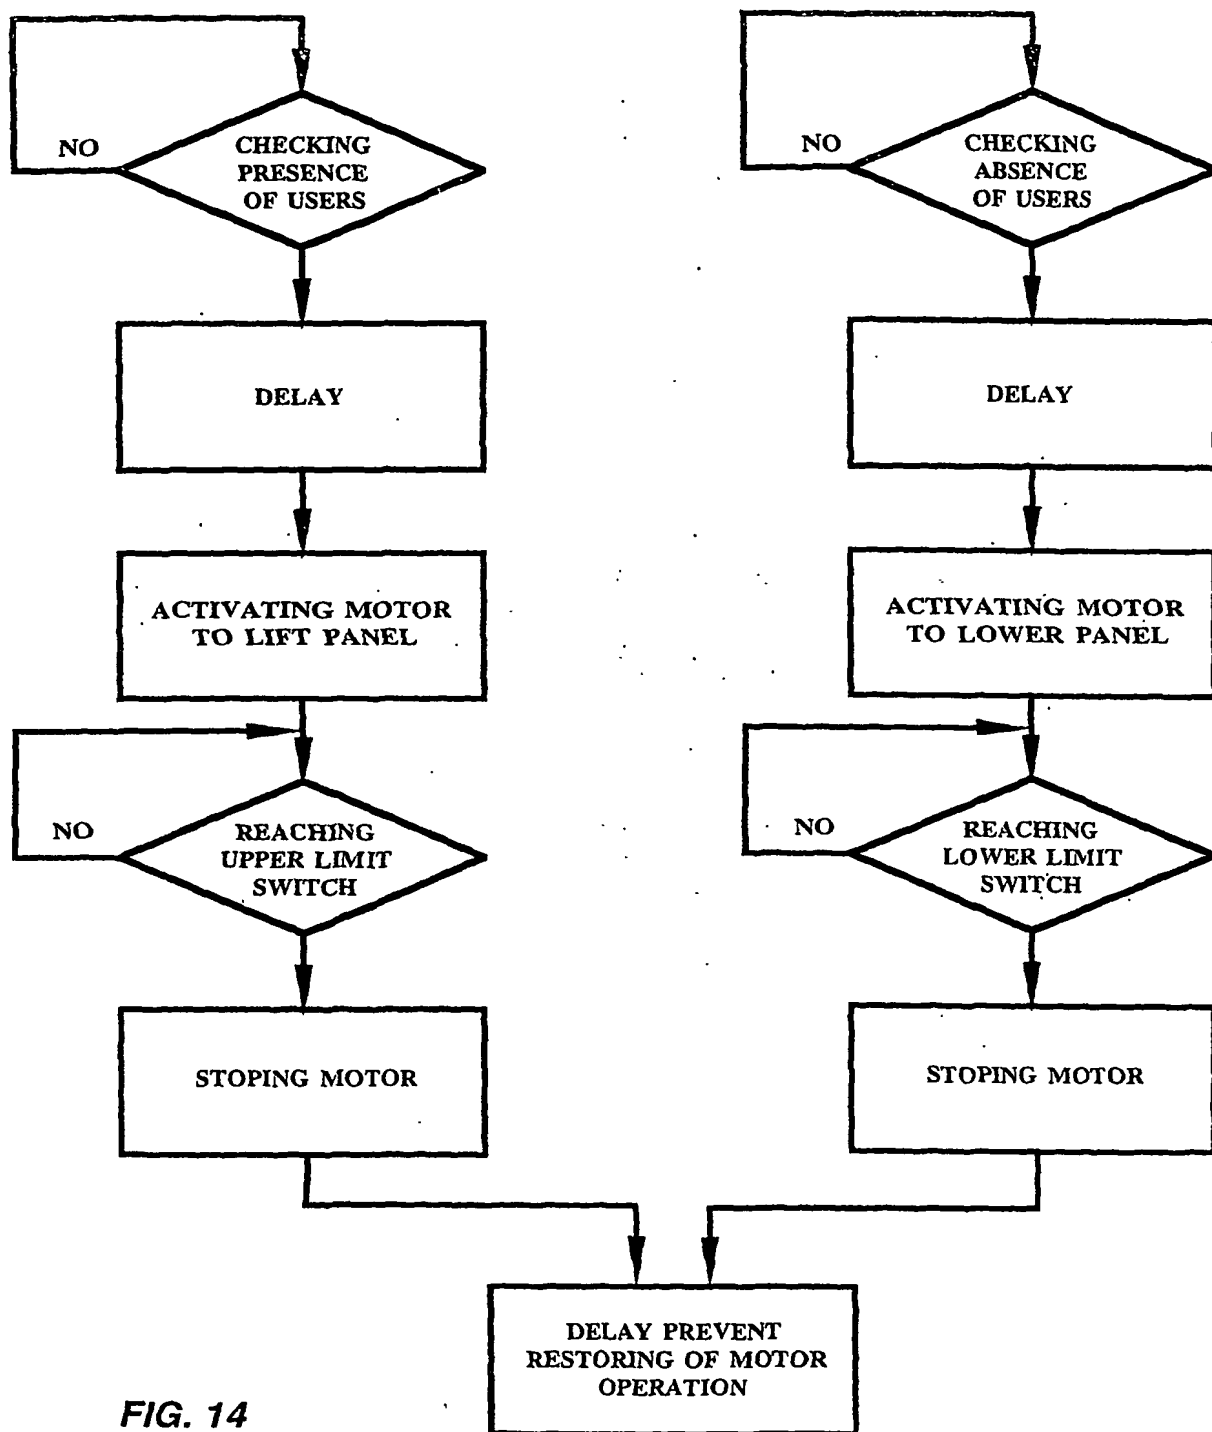 NO
CHECKING
PRESENCE
OF USERS
DELAY
ACTIVATING MOTOR
TO LIFT PANEL
NO
REACHING
UPPER LIMIT
SWITCH
STOPING MOTOR
NO
CHECKING
ABSENCE
OF USERS
DELAY
ACTIVATING MOTOR
TO LOWER PANEL
NO
REACHING
LOWER LIMIT
SWITCH
STOPING MOTOR
DELAY PREVENT
RESTORING OF MOTOR
OPERATION
FIG. 14